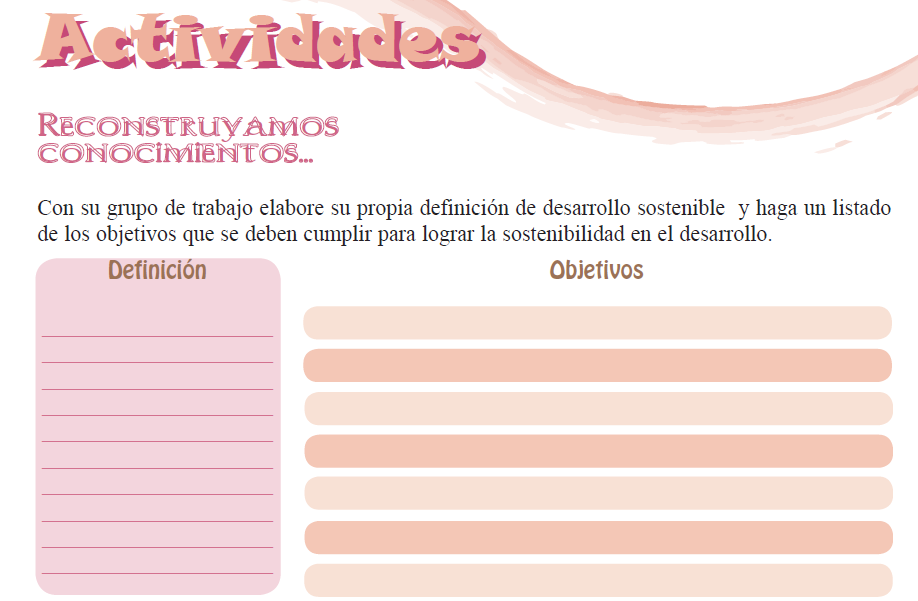 Actividades
Reconstruyamos
conocimientos...
Con su grupo de trabajo elabore su propia definición de desarrollo sostenible y haga un listado
de los objetivos que se deben cumplir para lograr la sostenibilidad en el desarrollo.
Definición
Objetivos